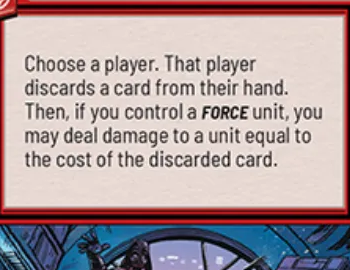 Choose a player. That player
discards a card from their hand.
Then, if you control a FORCE unit, you
may deal damage to a unit equal to
the cost of the discarded card.